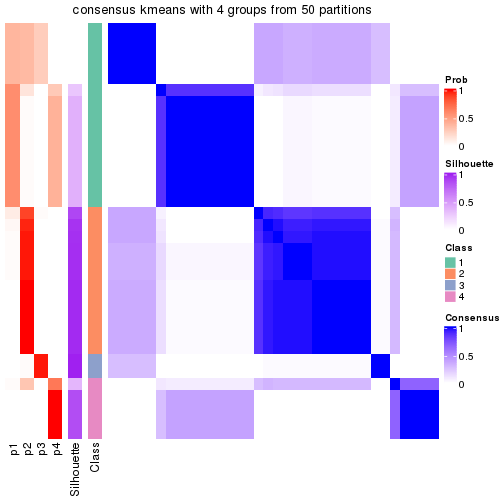 consensus kmeans with 4 groups from 50 partitions
Prob
1
0.5
0
Silhouette
1
0.5
0
Class
1
2
3
4
Consensus
1
0.5
0
p1
p2
p3
p4
Silhouette
Class